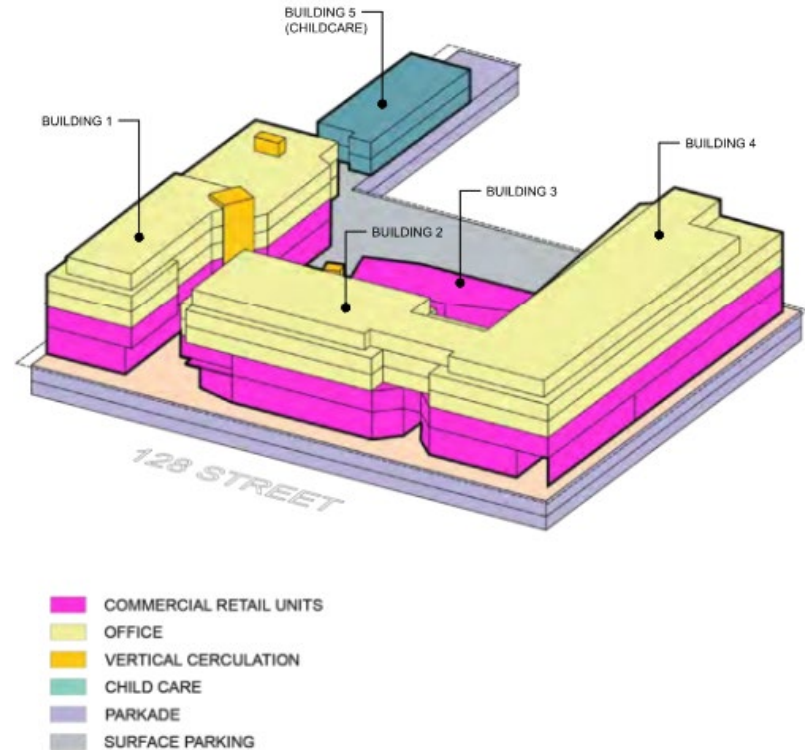 BUILDING 5
(CHILDCARE)
BUILDING 1
BUILDING 4
BUILDING 3
BUILDING 2
128 STREET
COMMERCIAL RETAIL UNITS
OFFICE
VERTICAL CERCULATION
CHILD CARE
PARKADE
SURFACE PARKING